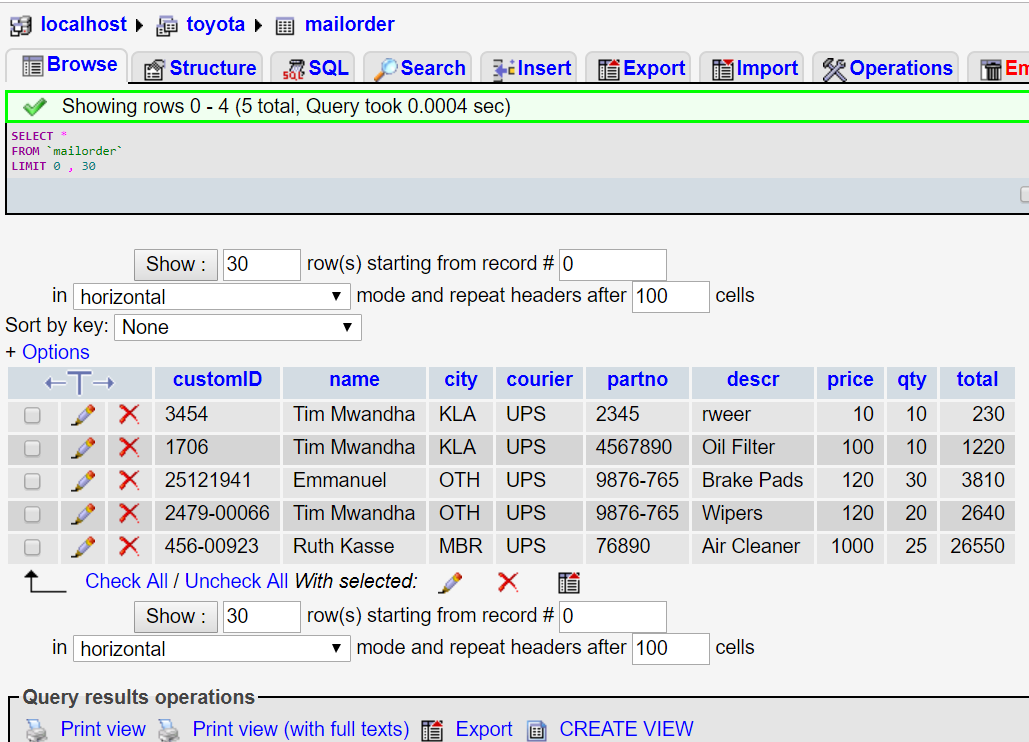 localhost toyota mailorder
Browse Structure SQL Search Insert Export Import Operations
Showing rows 0 - 4 (5 total, Query took 0.0004 sec)
SELECT *
FROM `mailorder`
LIMIT 0 , 30
Show : 30 row(s) starting from record # 0
in horizontal mode and repeat headers after 100 cells
Sort by key: None
+ Options
←T→ customID name city courier partno descr price qty total
3454 Tim Mwandha KLA UPS 2345 rweer 10 10 230
1706 Tim Mwandha KLA UPS 4567890 Oil Filter 100 10 1220
25121941 Emmanuel OTH UPS 9876-765 Brake Pads 120 30 3810
2479-00066 Tim Mwandha OTH UPS 9876-765 Wipers 120 20 2640
456-00923 Ruth Kasse MBR UPS 76890 Air Cleaner 1000 25 26550
Check All / Uncheck All With selected:
Show : 30 row(s) starting from record # 0
in horizontal mode and repeat headers after 100 cells
Query results operations
Print view Print view (with full texts) Export CREATE VIEW